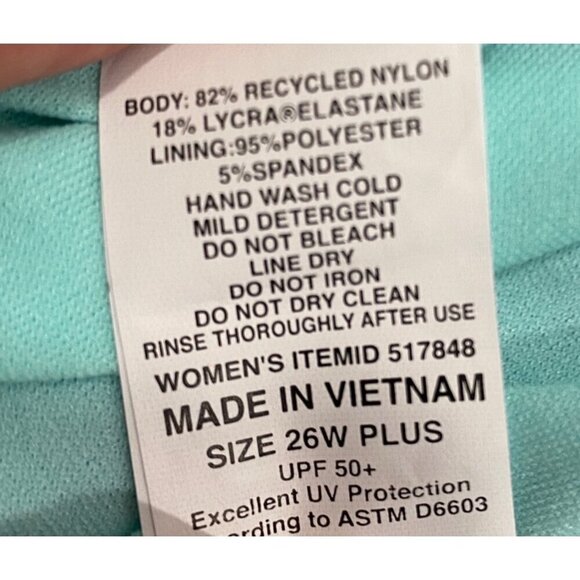 BODY: 82% RECYCLED NYLON
18% LYCRA®ELASTANE
LINING:95%POLYESTER
5%SPANDEX
HAND WASH COLD
MILD DETERGENT
DO NOT BLEACH
LINE DRY
DO NOT IRON
DO NOT DRY CLEAN
RINSE THOROUGHLY AFTER USE
WOMEN'S ITEMID 517848
MADE IN VIETNAM
SIZE 26W PLUS
UPF 50+
Excellent UV Protection
to ASTM D6603